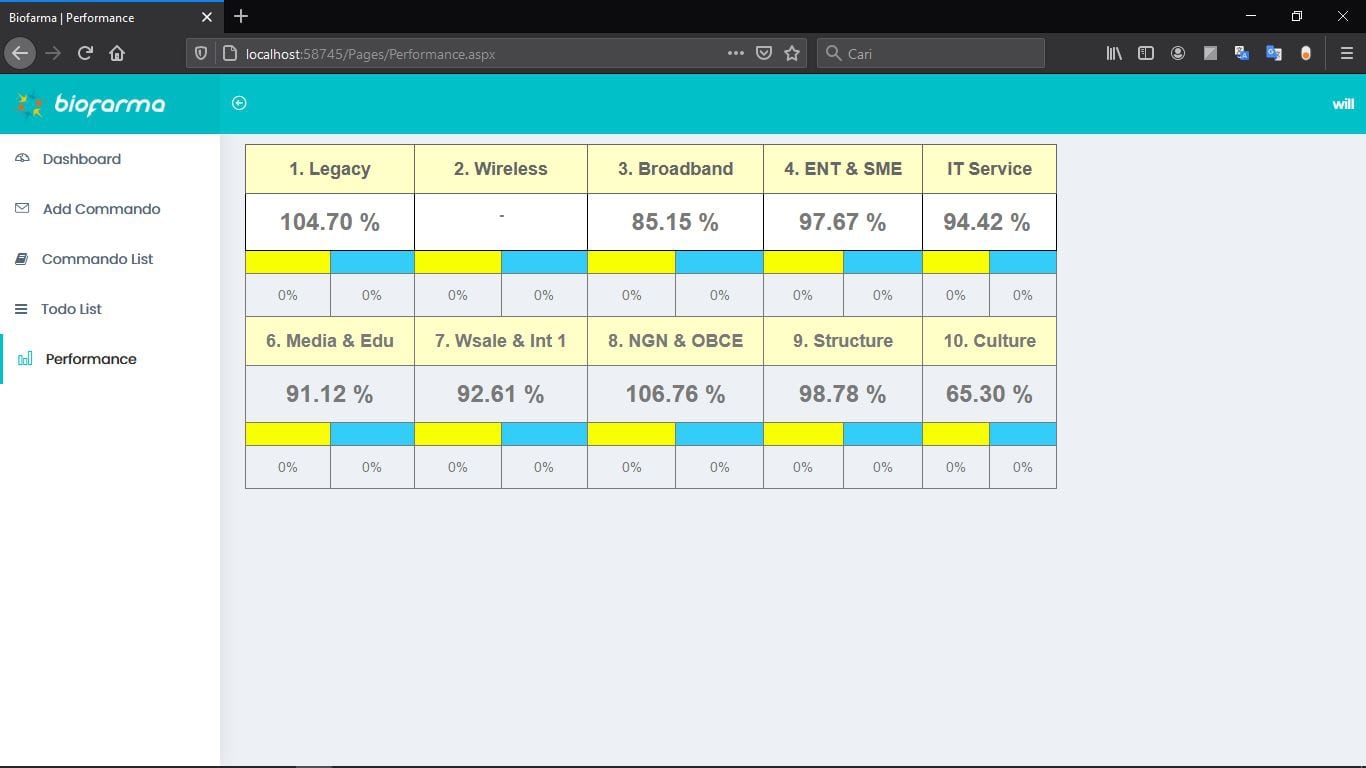 Biofarma | Performance
localhost:58745/Pages/Performance.aspx
Cari
biofarma
will
Dashboard
Add Commando
Commando List
Todo List
Performance
1. Legacy 2. Wireless 3. Broadband 4. ENT & SME IT Service
104.70 % - 85.15 % 97.67 % 94.42 %
0% 0% 0% 0% 0% 0% 0% 0% 0% 0%
6. Media & Edu 7. Wsale & Int 1 8. NGN & OBCE 9. Structure 10. Culture
91.12 % 92.61 % 106.76 % 98.78 % 65.30 %
0% 0% 0% 0% 0% 0% 0% 0% 0% 0%